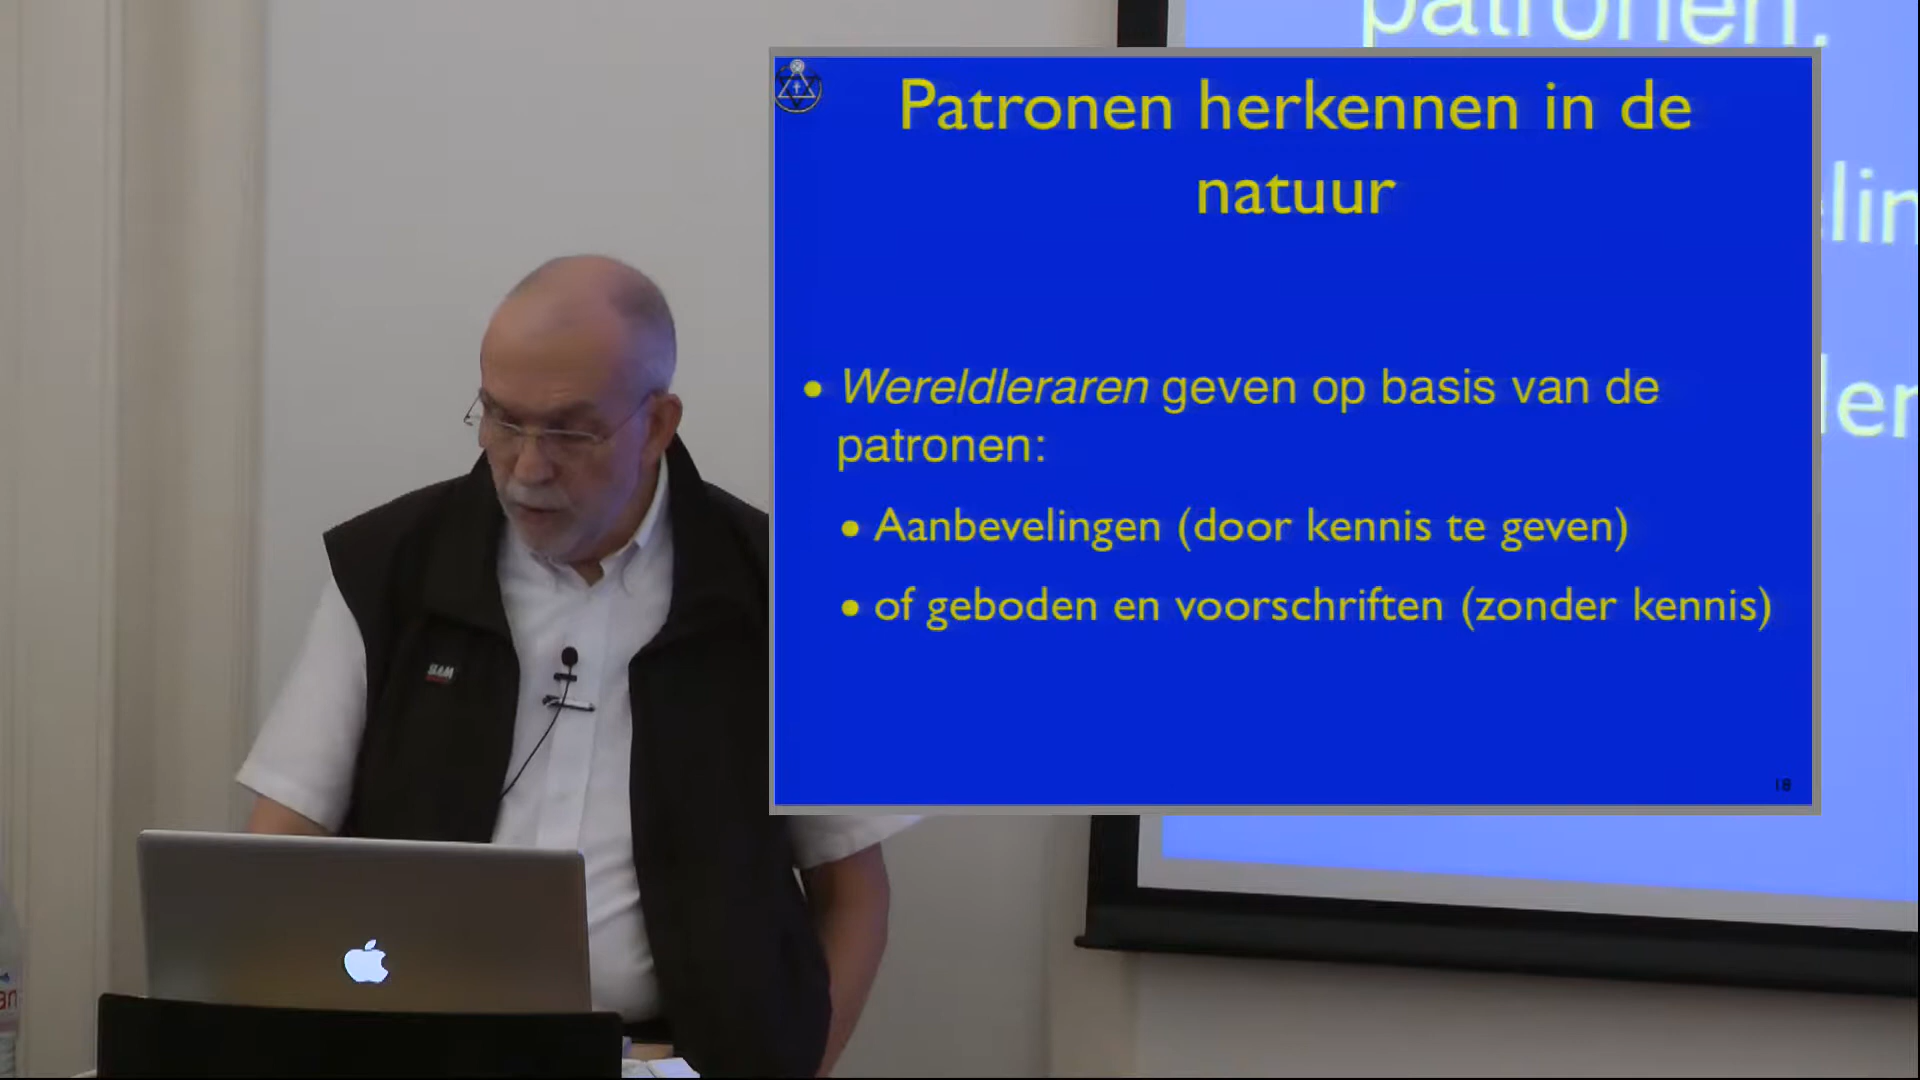 patronen.
Patronen herkennen in de
natuur
• Wereldleraren geven op basis van de
patronen:
• Aanbevelingen (door kennis te geven)
• of geboden en voorschriften (zonder kennis)
18